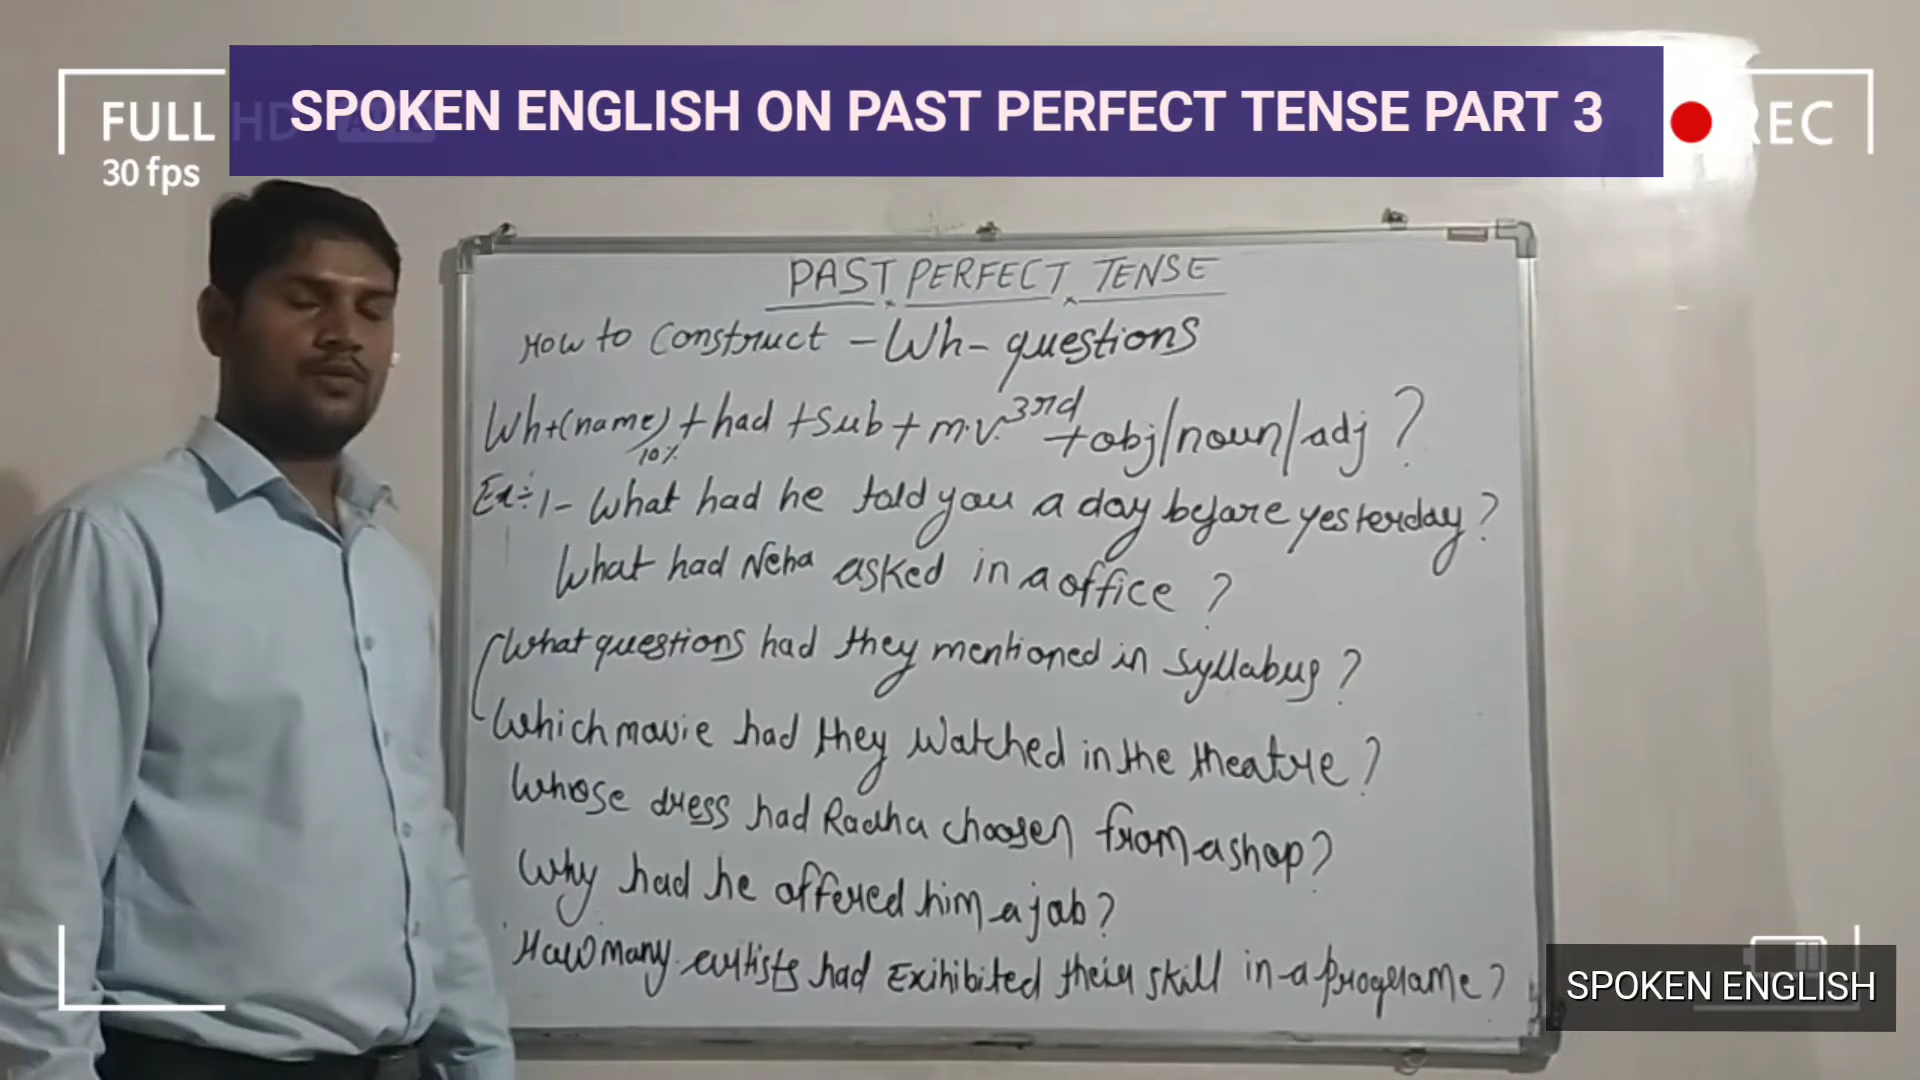 SPOKEN ENGLISH ON PAST PERFECT TENSE PART 3
FULL HD
30 fps
REC
PAST PERFECT TENSE
How to Construct - Wh- questions
Wh+(name)+had+sub+m.v.3rd+obj/noun/adj?
10%
Ex÷1- What had he told you a day before yesterday?
What had Neha asked in a office?
What questions had they mentioned in syllabus?
Which movie had they watched in the theatre?
Whose dress had Radha choosen from a shop?
Why had he offered him a job?
How many artists had Exihibited their skill in a programe?
SPOKEN ENGLISH